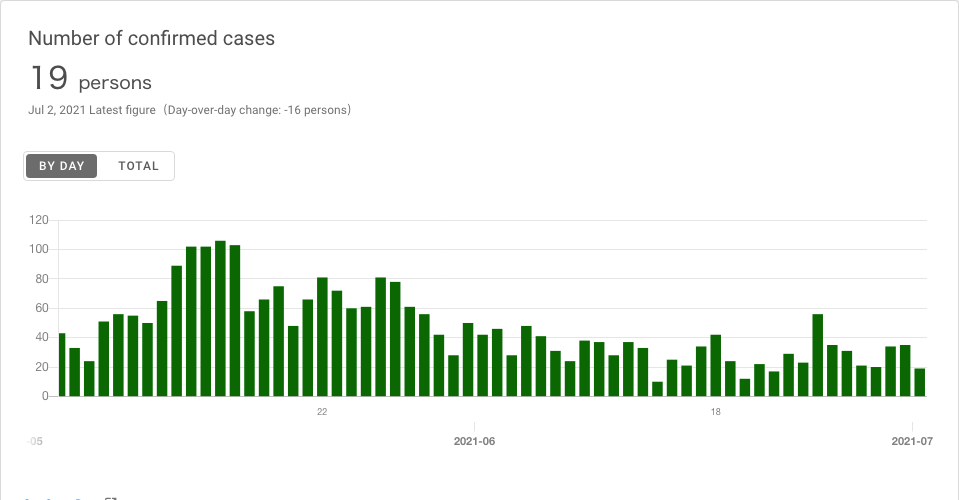 Number of confirmed cases
19 persons
Jul 2, 2021 Latest figure（Day-over-day change: -16 persons）
BY DAY TOTAL
120
100
80
60
40
20
0
22 18
-05 2021-06 2021-07